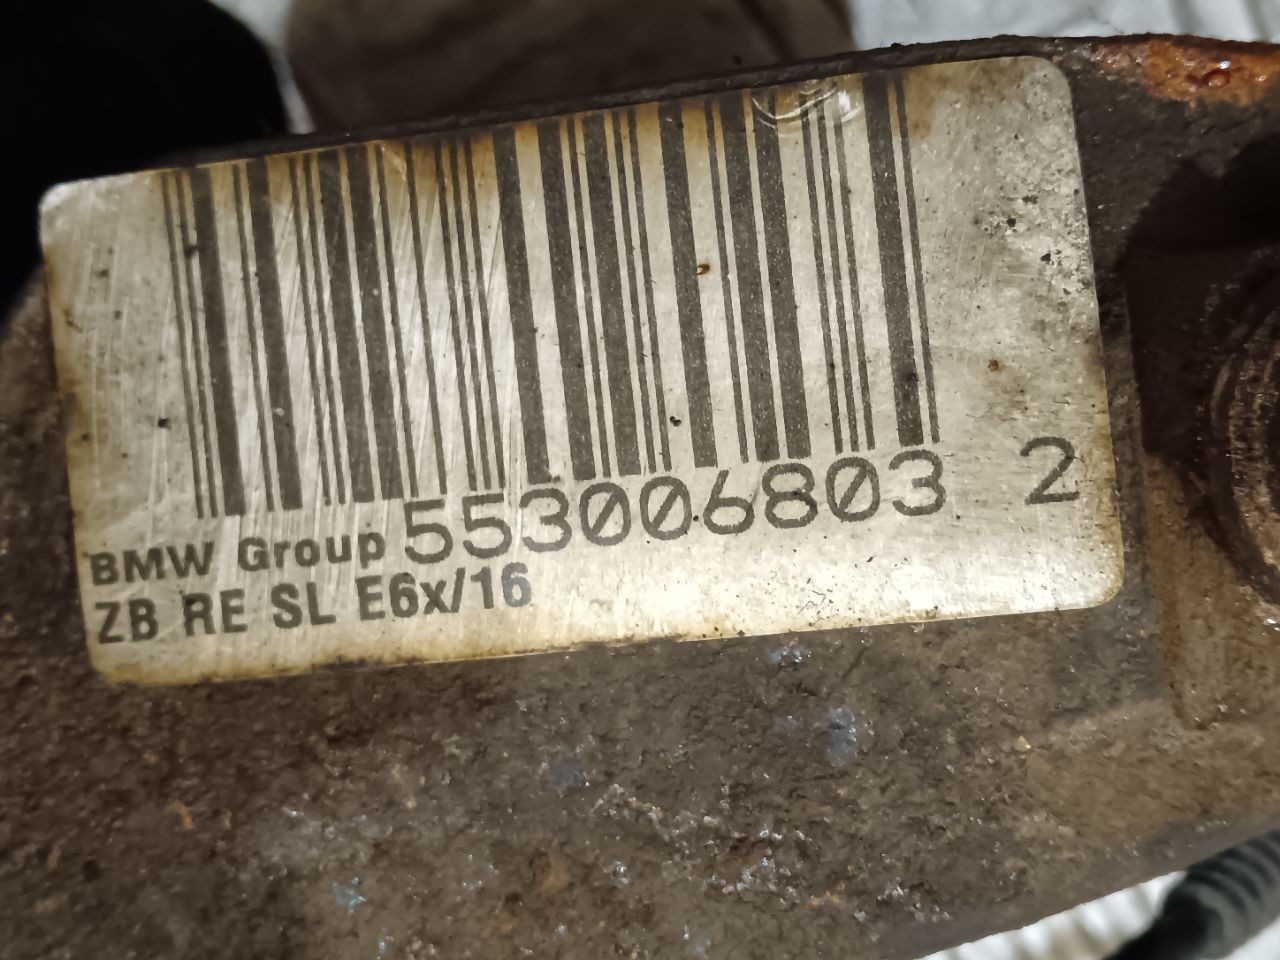 BMW Group 553006803 2
ZB RE SL E6x/16